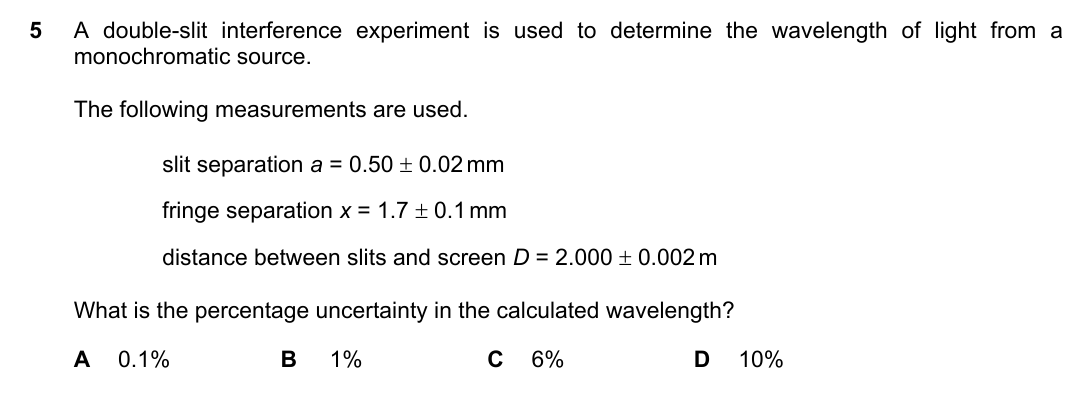 5 A double-slit interference experiment is used to determine the wavelength of light from a
monochromatic source.
The following measurements are used.
slit separation a = 0.50 ± 0.02 mm
fringe separation x = 1.7 ± 0.1 mm
distance between slits and screen D = 2.000 ± 0.002 m
What is the percentage uncertainty in the calculated wavelength?
A 0.1% B 1% C 6% D 10%